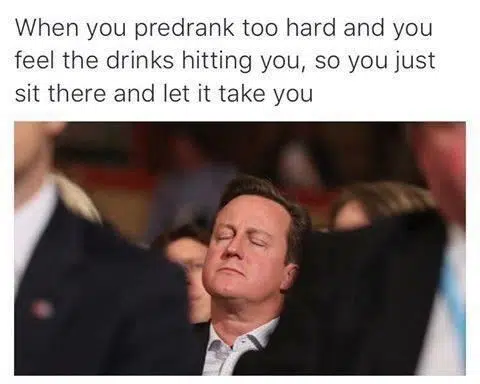 When you predrank too hard and you
feel the drinks hitting you, so you just
sit there and let it take you